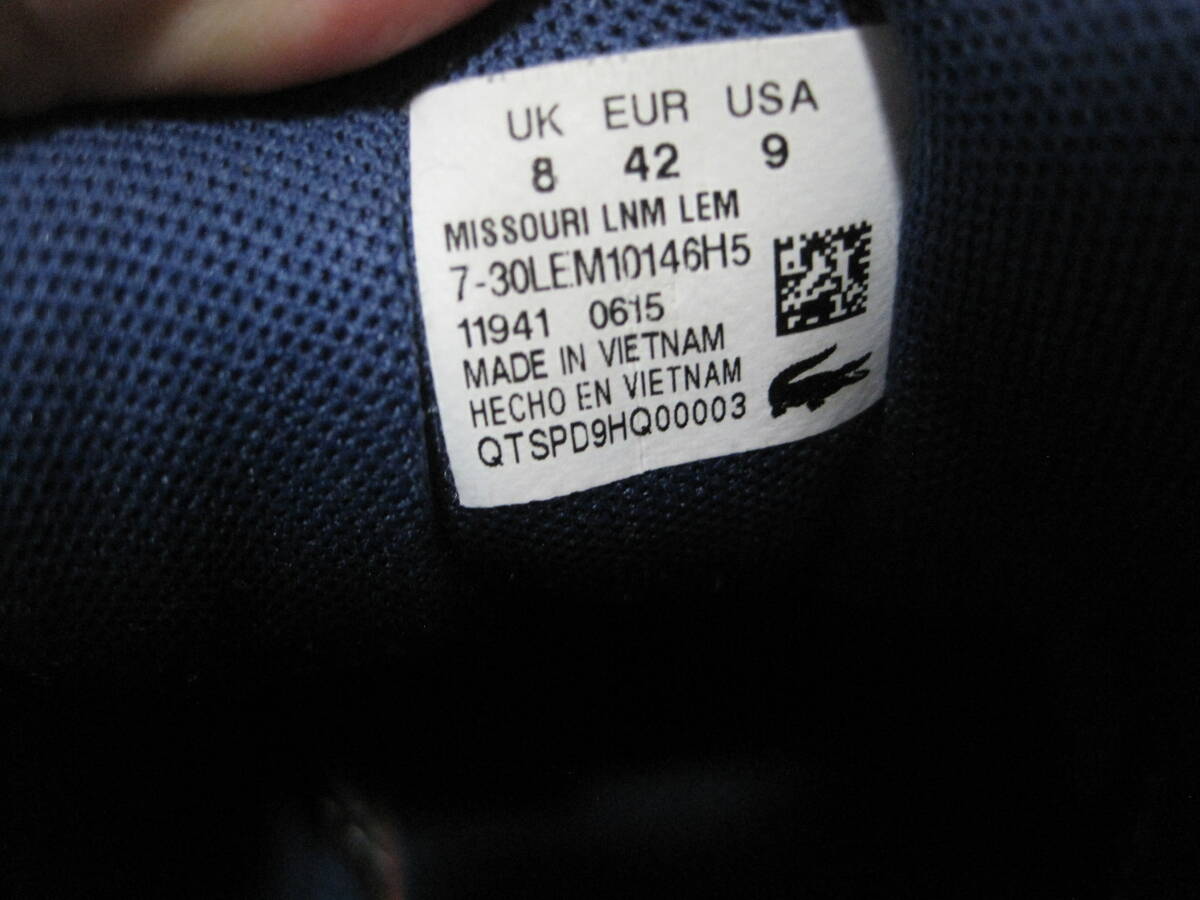 UK EUR USA
8 42 9
MISSOURI LNM LEM
7-30LEM10146H5
11941 0615
MADE IN VIETNAM
HECHO EN VIETNAM
QTSPD9HQ00003